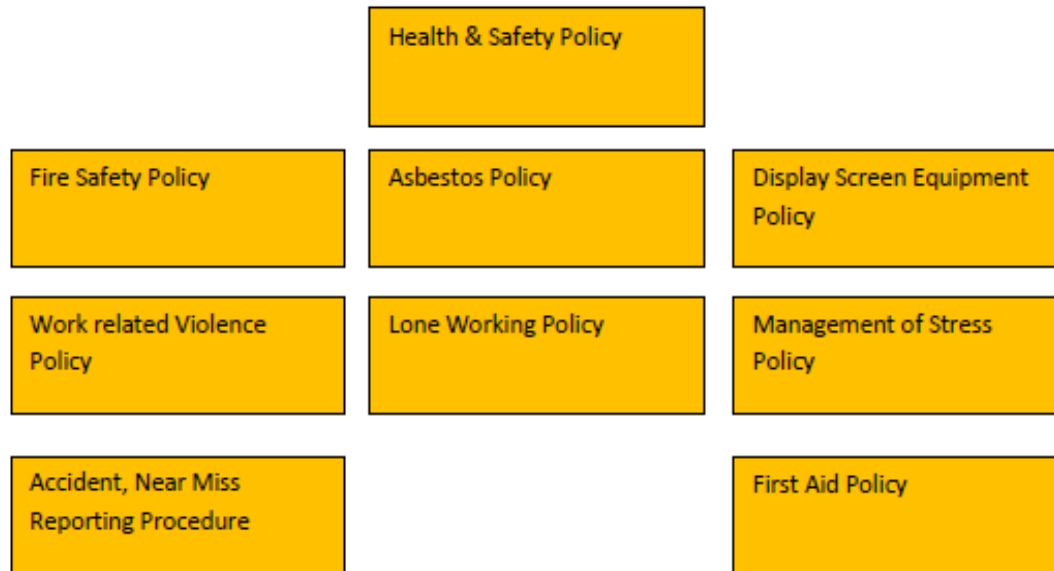 Health & Safety Policy
Fire Safety Policy
Asbestos Policy
Display Screen Equipment
Policy
Work related Violence
Policy
Lone Working Policy
Management of Stress
Policy
Accident, Near Miss
Reporting Procedure
First Aid Policy